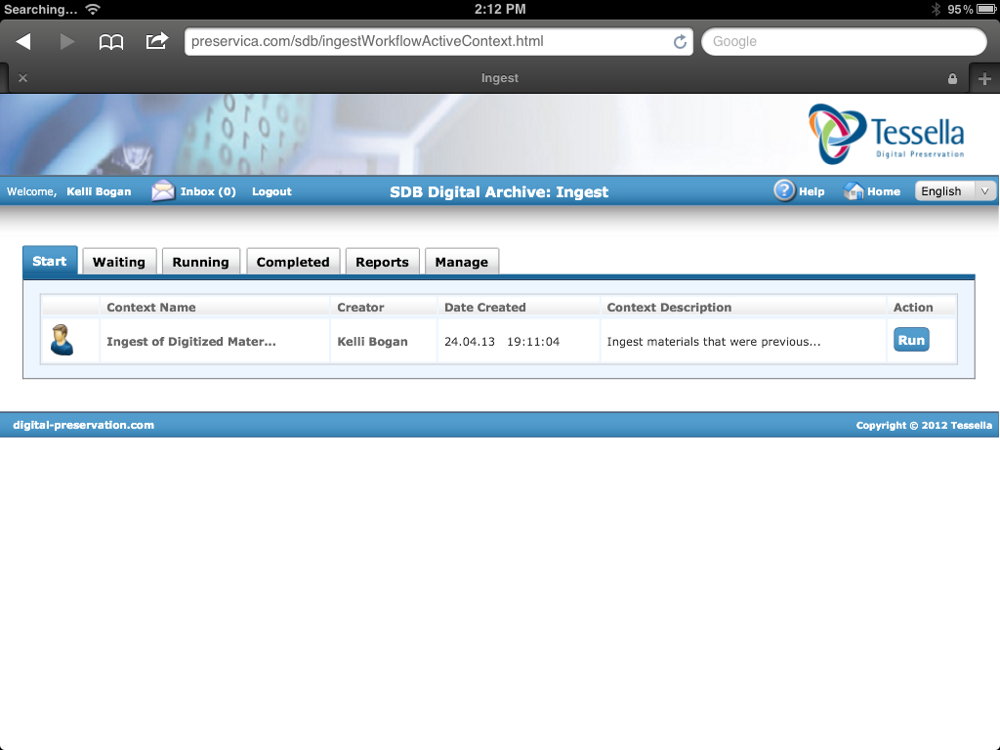 Searching... 2:12 PM 95%
preservica.com/sdb/ingestWorkflowActiveContext.html Google
Ingest
Tessella
Digital Preservation
Welcome, Kelli Bogan Inbox (0) Logout SDB Digital Archive: Ingest Help Home English
Start Waiting Running Completed Reports Manage
Context Name Creator Date Created Context Description Action
Ingest of Digitized Mater... Kelli Bogan 24.04.13 19:11:04 Ingest materials that were previous... Run
digital-preservation.com Copyright © 2012 Tessella